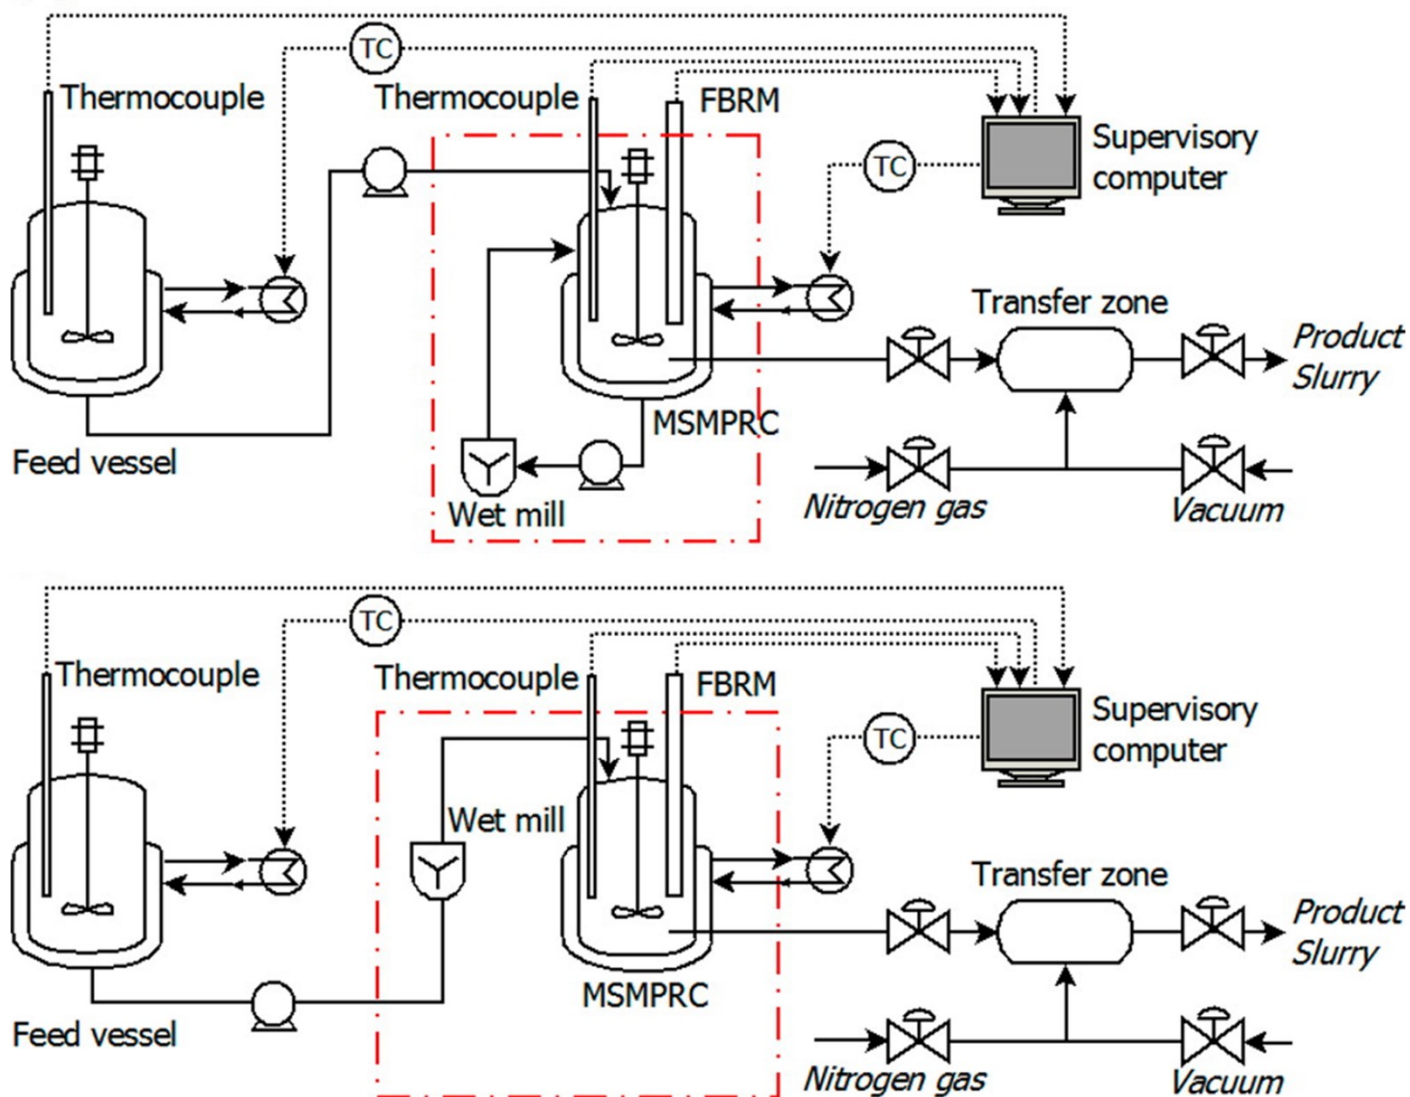 TC
Thermocouple
Thermocouple
FBRM
Supervisory
computer
TC
Transfer zone
Product
Slurry
MSMPRC
Feed vessel
Wet mill
Nitrogen gas
Vacuum
TC
Thermocouple
Thermocouple
FBRM
Supervisory
computer
TC
Wet mill
Transfer zone
Product
Slurry
MSMPRC
Feed vessel
Nitrogen gas
Vacuum